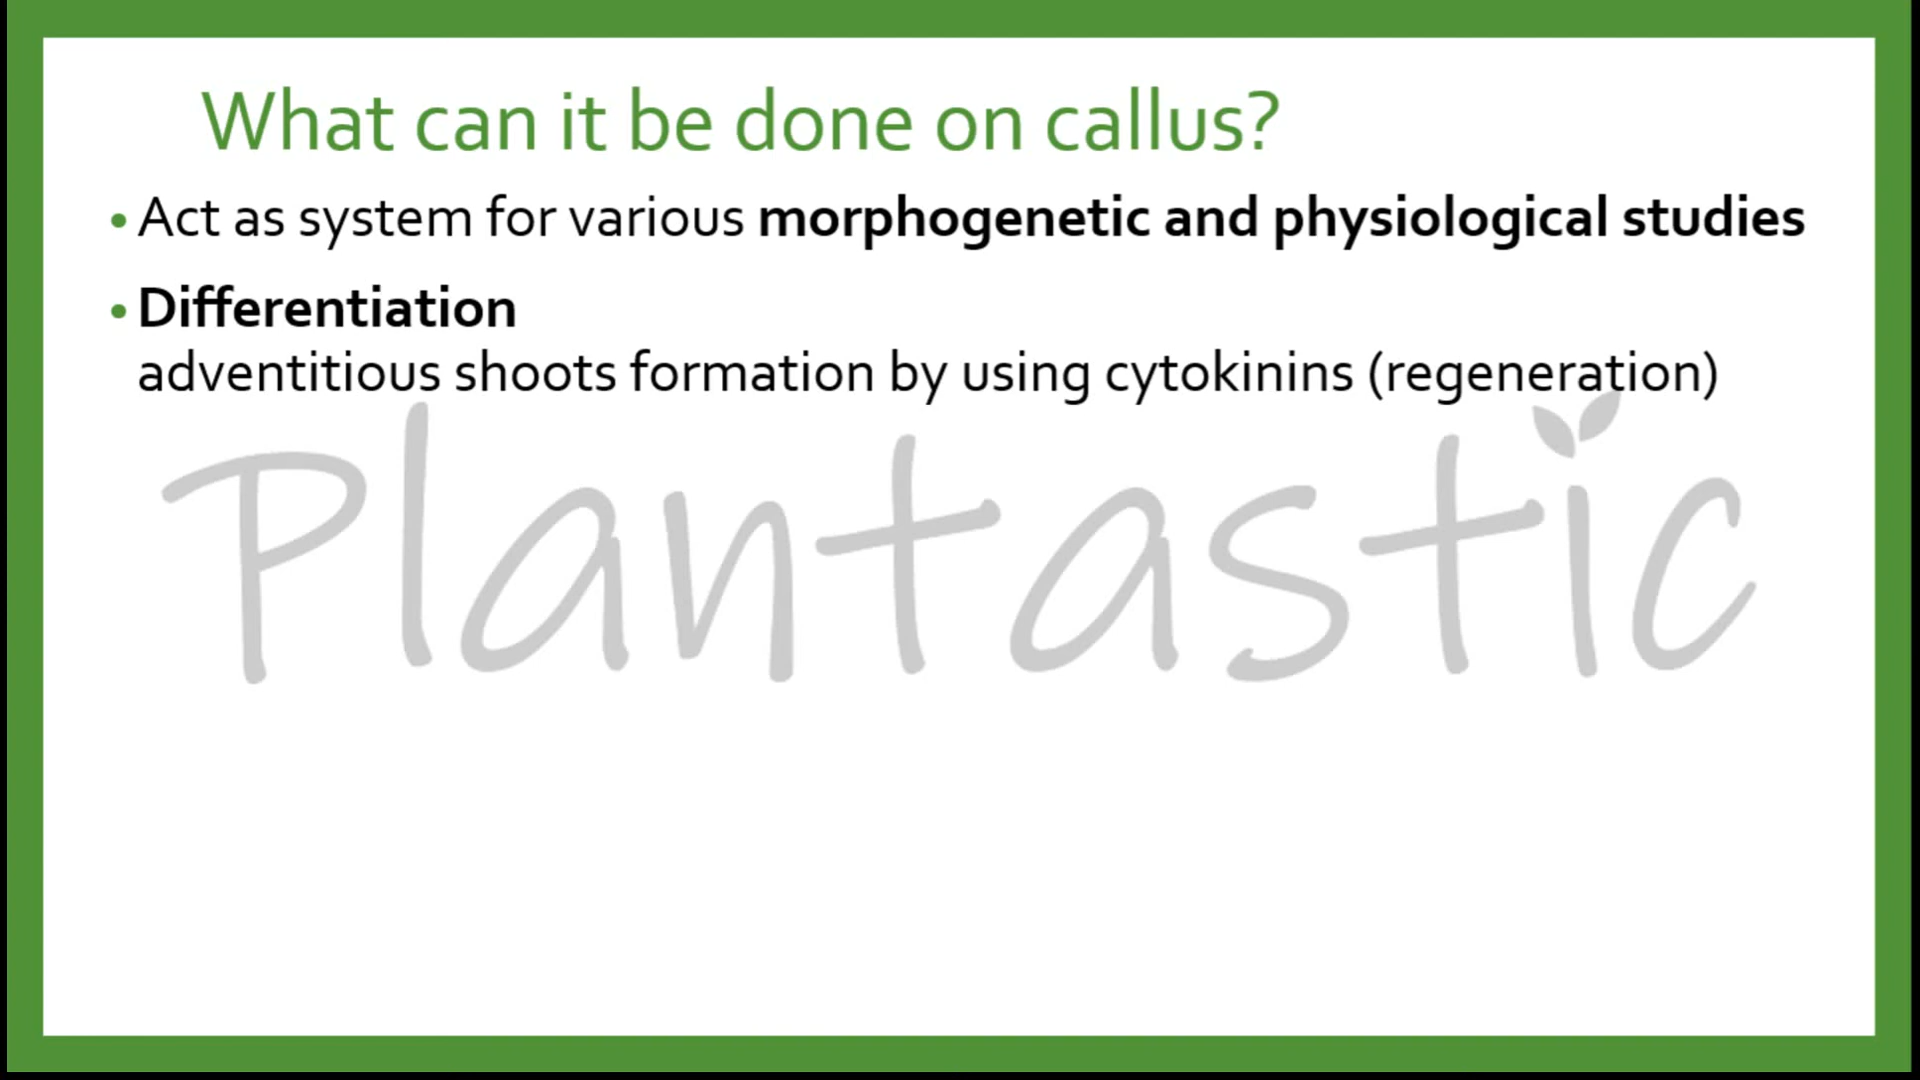 What can it be done on callus?
• Act as system for various morphogenetic and physiological studies
• Differentiation
adventitious shoots formation by using cytokinins (regeneration)
Plantastic